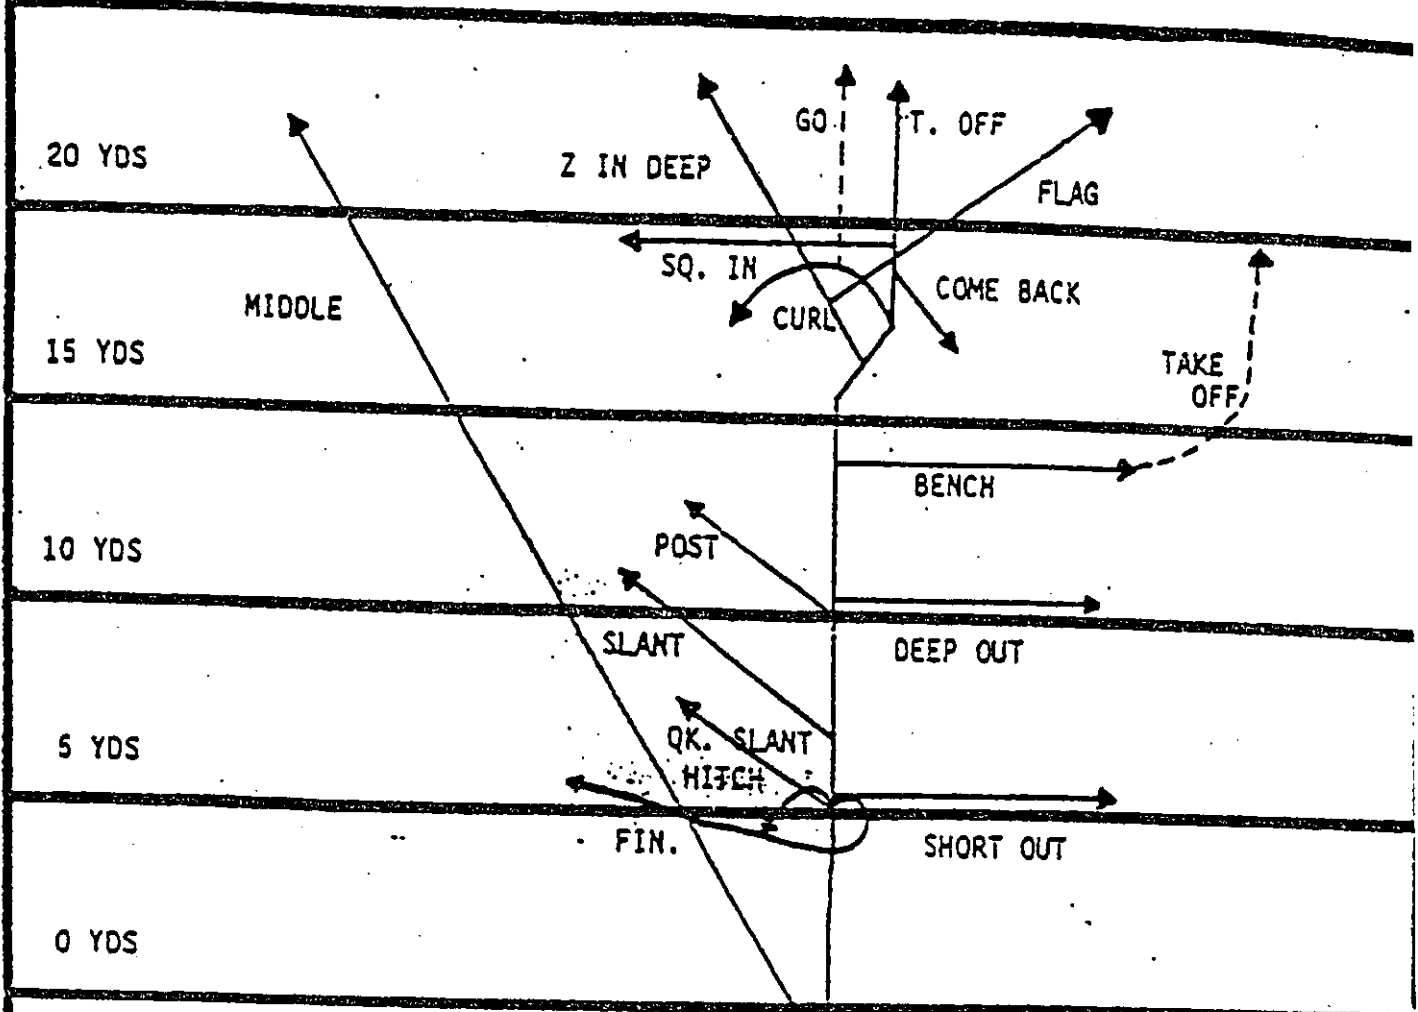 GO
T. OFF
20 YDS
Z IN DEEP
FLAG
SQ. IN
COME BACK
MIDDLE
CURL
15 YDS
TAKE
OFF
BENCH
10 YDS
POST
SLANT
DEEP OUT
5 YDS
QK. SLANT
HITCH
FIN.
SHORT OUT
0 YDS